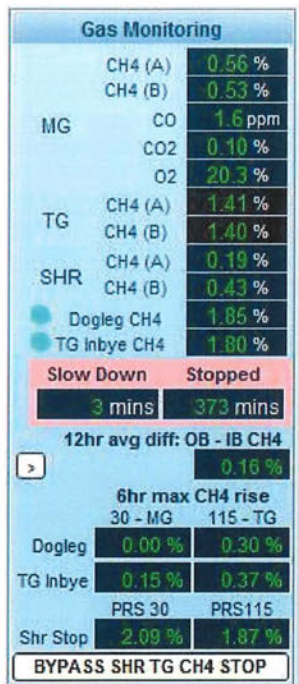 Gas Monitoring
CH4 (A) 0.56 %
CH4 (B) 0.53 %
MG CO 1.6 ppm
CO2 0.10 %
O2 20.3 %
TG CH4 (A) 1.41 %
CH4 (B) 1.40 %
SHR CH4 (A) 0.19 %
CH4 (B) 0.43 %
Dogleg CH4 1.85 %
TG Inbye CH4 1.80 %
Slow Down Stopped
3 mins 373 mins
12hr avg diff: OB - IB CH4
> 0.16 %
6hr max CH4 rise
30 - MG 115 - TG
Dogleg 0.00 % 0.30 %
TG Inbye 0.15 % 0.37 %
PRS 30 PRS115
Shr Stop 2.09 % 1.87 %
BYPASS SHR TG CH4 STOP